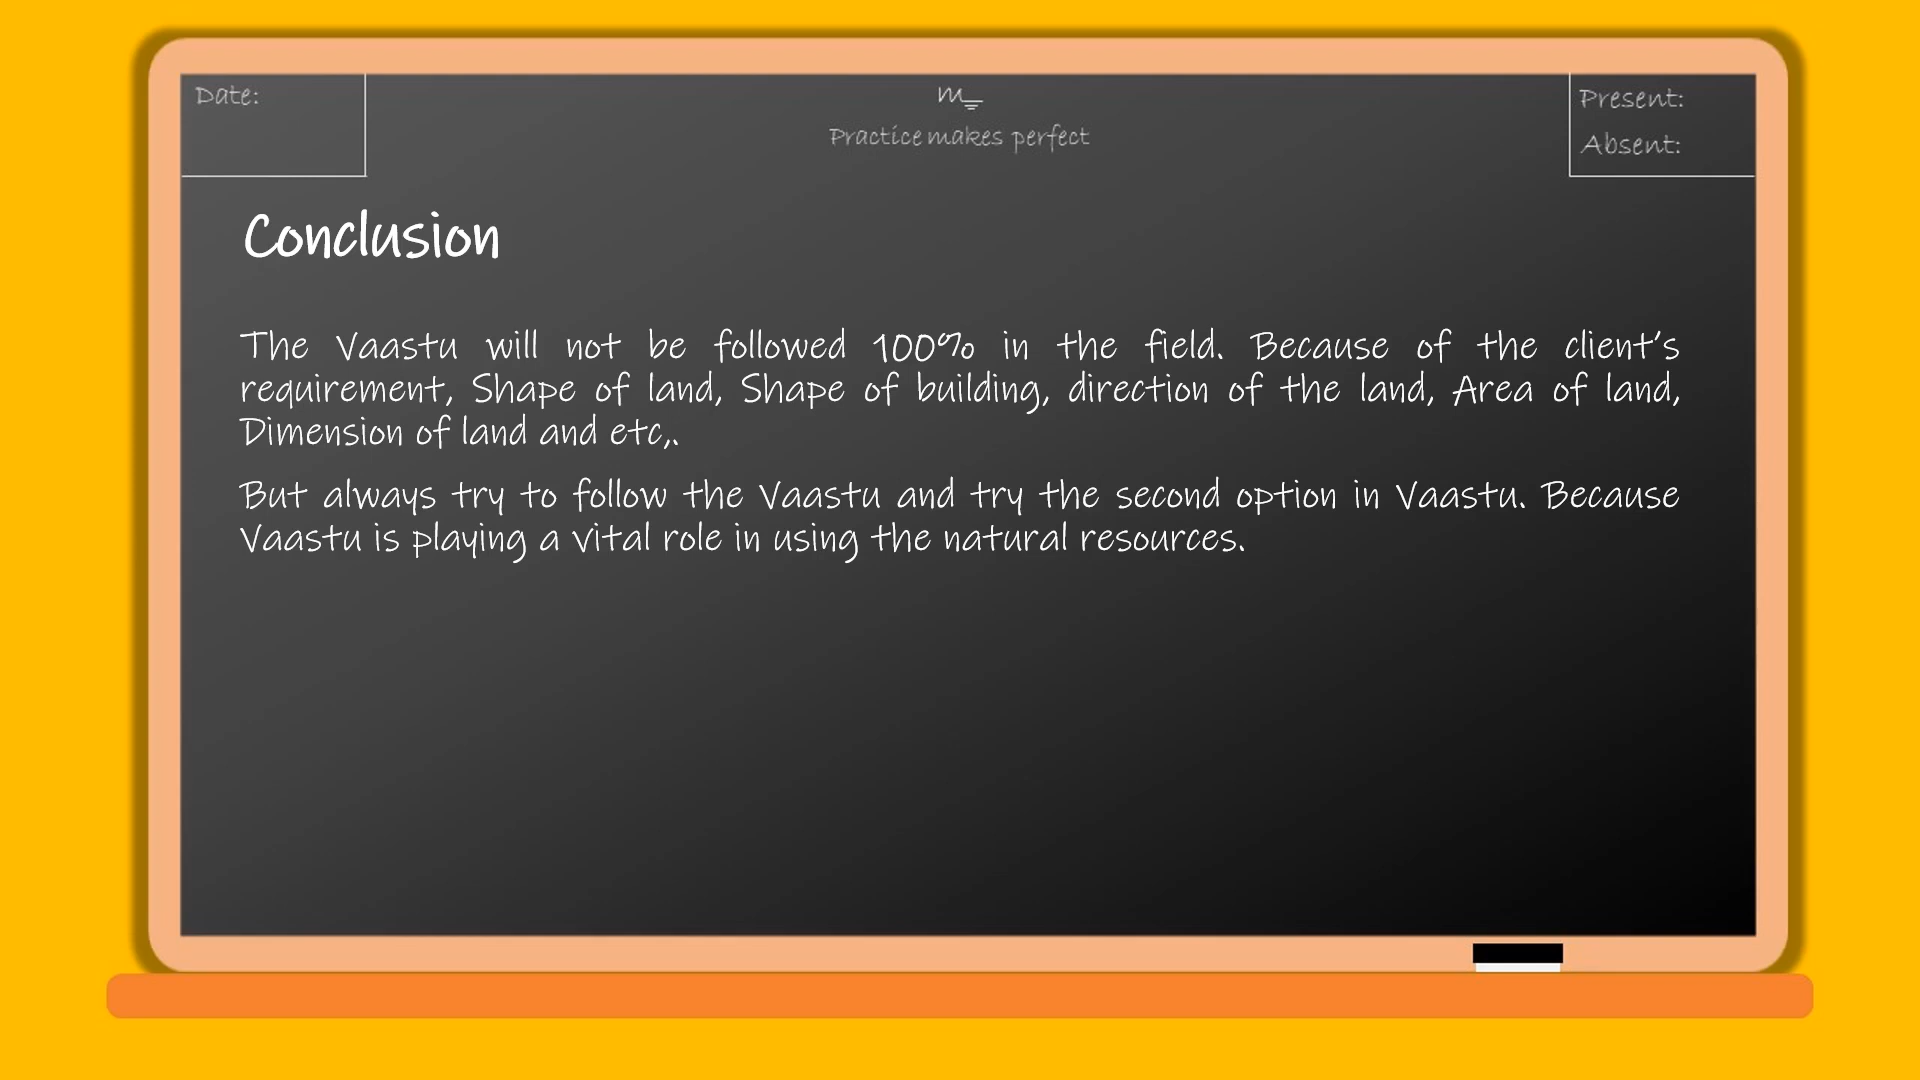 Date:
Practice makes perfect
Present:
Absent:
Conclusion
The Vaastu will not be followed 100% in the field. Because of the client's
requirement, Shape of land, Shape of building, direction of the land, Area of land,
Dimension of land and etc,.
But always try to follow the Vaastu and try the second option in Vaastu. Because
Vaastu is playing a vital role in using the natural resources.